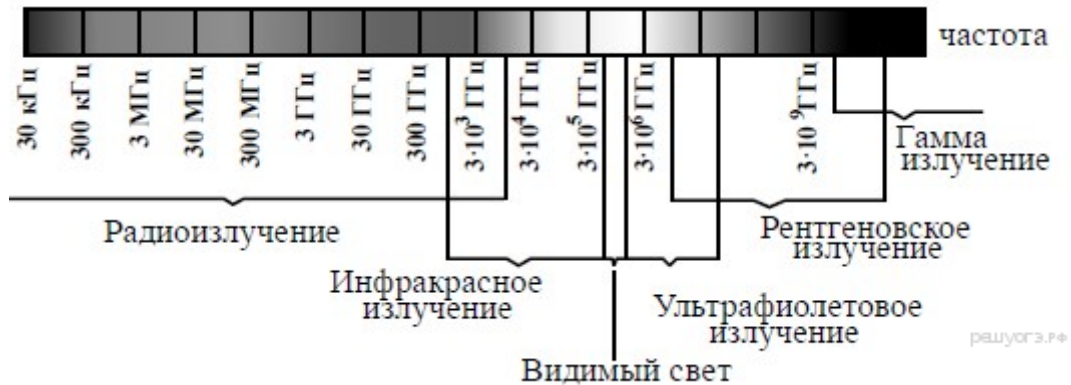 частота
30 кГц
300 кГц
3 МГц
30 МГц
300 МГц
3 ГГц
30 ГГц
300 ГГц
3·10³ ГГц
3·10⁴ ГГц
3·10⁵ ГГц
3·10⁶ ГГц
3·10⁹ ГГц
Гамма
излучение
Радиоизлучение
Рентгеновское
излучение
Инфракрасное
излучение
Ультрафиолетовое
излучение
Видимый свет
решуогэ.рф